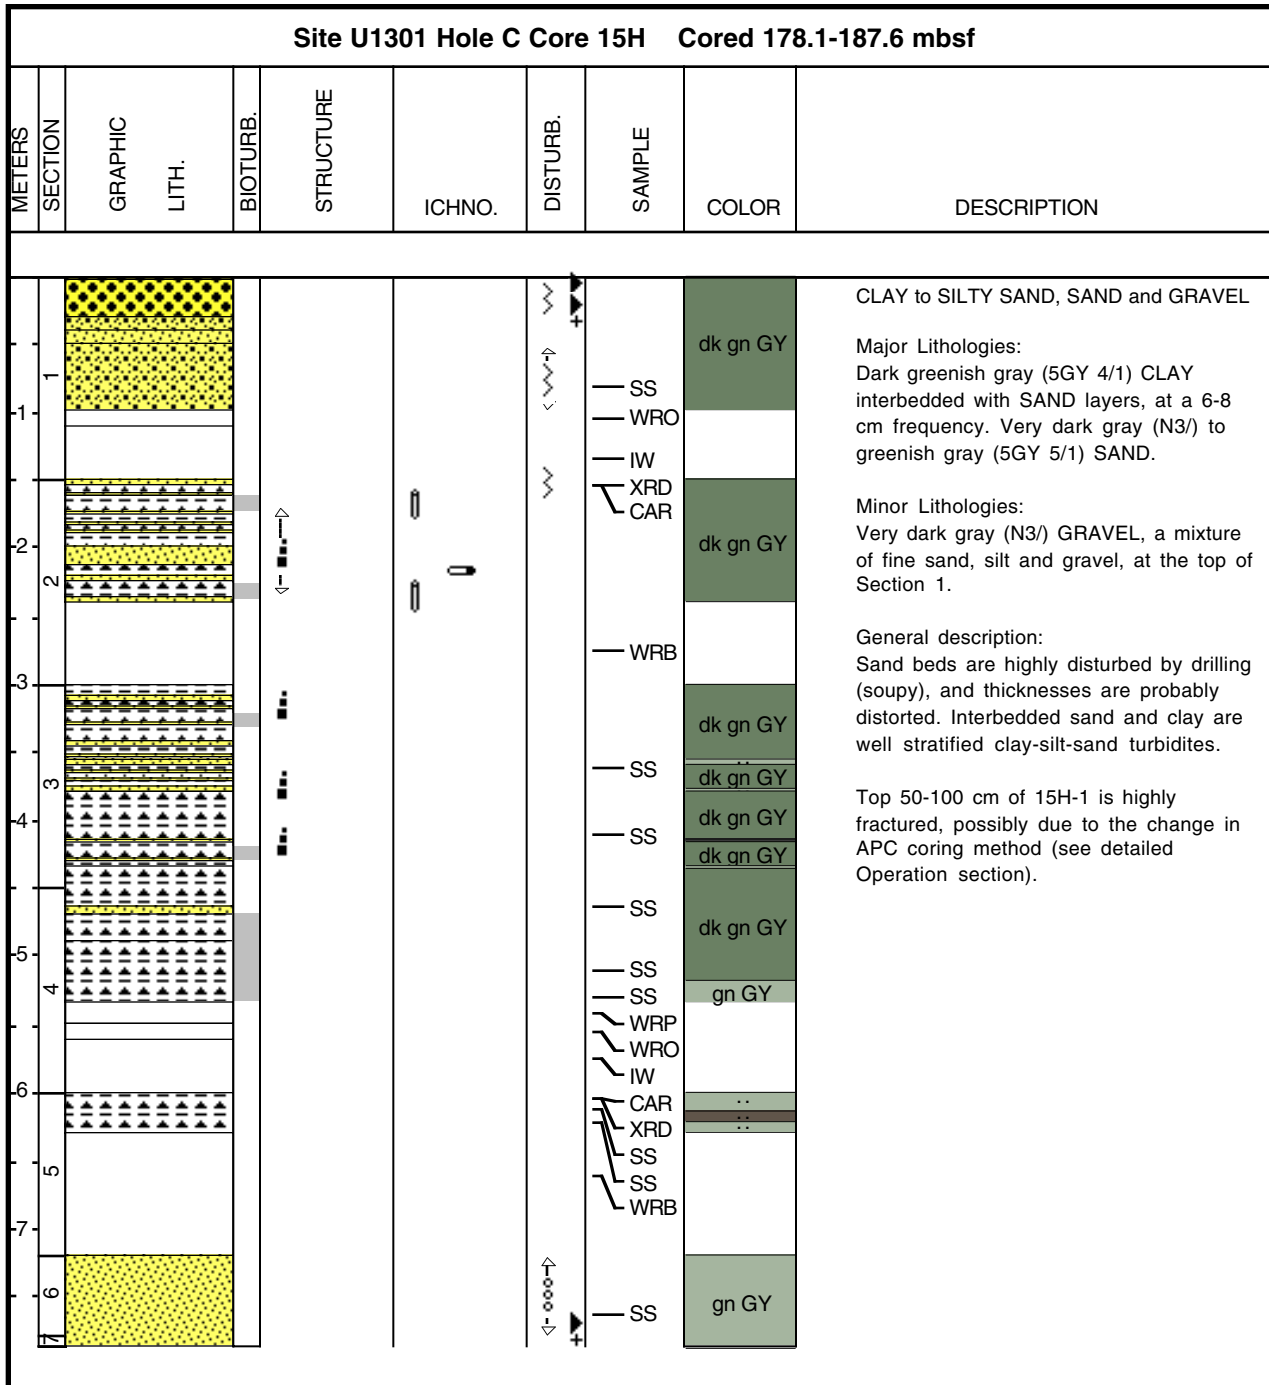 Site U1301 Hole C Core 15H Cored 178.1-187.6 mbsf
METERS
SECTION
GRAPHIC LITH.
BIOTURB.
STRUCTURE
ICHNO.
DISTURB.
SAMPLE
COLOR
DESCRIPTION
1
2
3
4
5
6
7
1
2
3
4
5
6
7
SS
WRO
IW
XRD
CAR
WRB
SS
SS
SS
SS
SS
WRP
WRO
IW
CAR
XRD
SS
SS
WRB
SS
dk gn GY
dk gn GY
dk gn GY
dk gn GY
dk gn GY
dk gn GY
dk gn GY
gn GY
gn GY
CLAY to SILTY SAND, SAND and GRAVEL
Major Lithologies:
Dark greenish gray (5GY 4/1) CLAY
interbedded with SAND layers, at a 6-8
cm frequency. Very dark gray (N3/) to
greenish gray (5GY 5/1) SAND.
Minor Lithologies:
Very dark gray (N3/) GRAVEL, a mixture
of fine sand, silt and gravel, at the top of
Section 1.
General description:
Sand beds are highly disturbed by drilling
(soupy), and thicknesses are probably
distorted. Interbedded sand and clay are
well stratified clay-silt-sand turbidites.
Top 50-100 cm of 15H-1 is highly
fractured, possibly due to the change in
APC coring method (see detailed
Operation section).